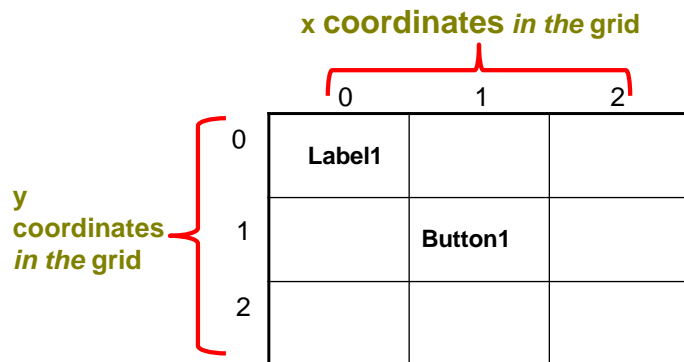 x coordinates in the grid
0 1 2
0
Label1
y
coordinates
in the grid
1
Button1
2